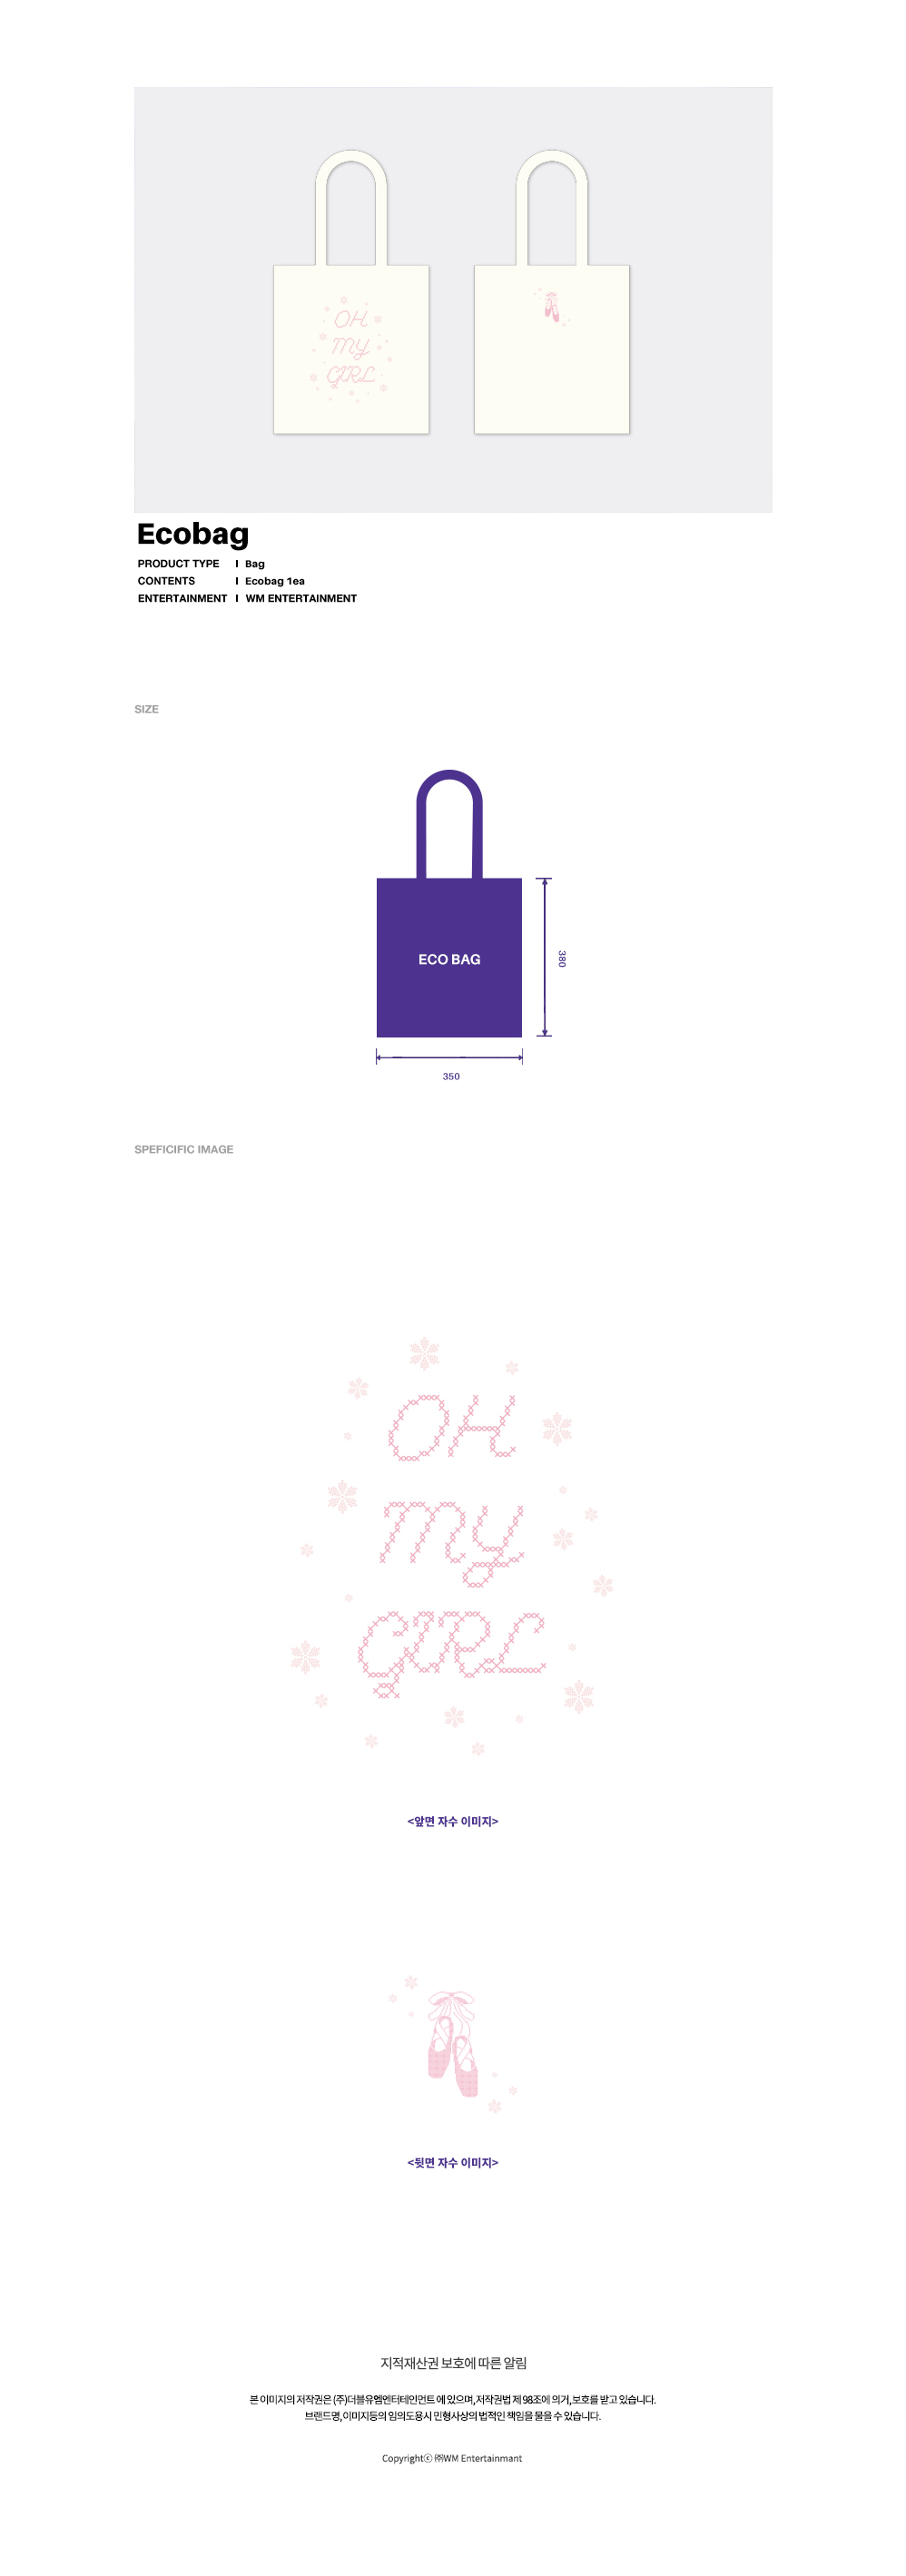 OH
MY
GIRL
Ecobag
PRODUCT TYPE | Bag
CONTENTS | Ecobag 1ea
ENTERTAINMENT | WM ENTERTAINMENT
SIZE
ECO BAG
380
350
SPEFICIFIC IMAGE
OH
MY
GIRL
<앞면 자수 이미지>
<뒷면 자수 이미지>
지적재산권 보호에 따른 알림
본 이미지의 저작권은 (주)더블유엠엔터테인먼트 에 있으며, 저작권법 제 98조에 의거, 보호를 받고 있습니다.
브랜드명, 이미지등의 임의도용시 민형사상의 법적인 책임을 물을 수 있습니다.
Copyrightⓒ ㈜WM Entertainmant